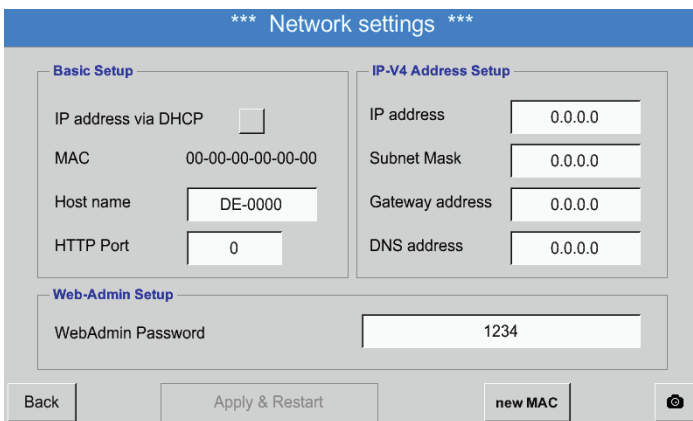 *** Network settings ***
Basic Setup
IP address via DHCP
MAC 00-00-00-00-00-00
Host name DE-0000
HTTP Port 0
IP-V4 Address Setup
IP address 0.0.0.0
Subnet Mask 0.0.0.0
Gateway address 0.0.0.0
DNS address 0.0.0.0
Web-Admin Setup
WebAdmin Password 1234
Back Apply & Restart new MAC